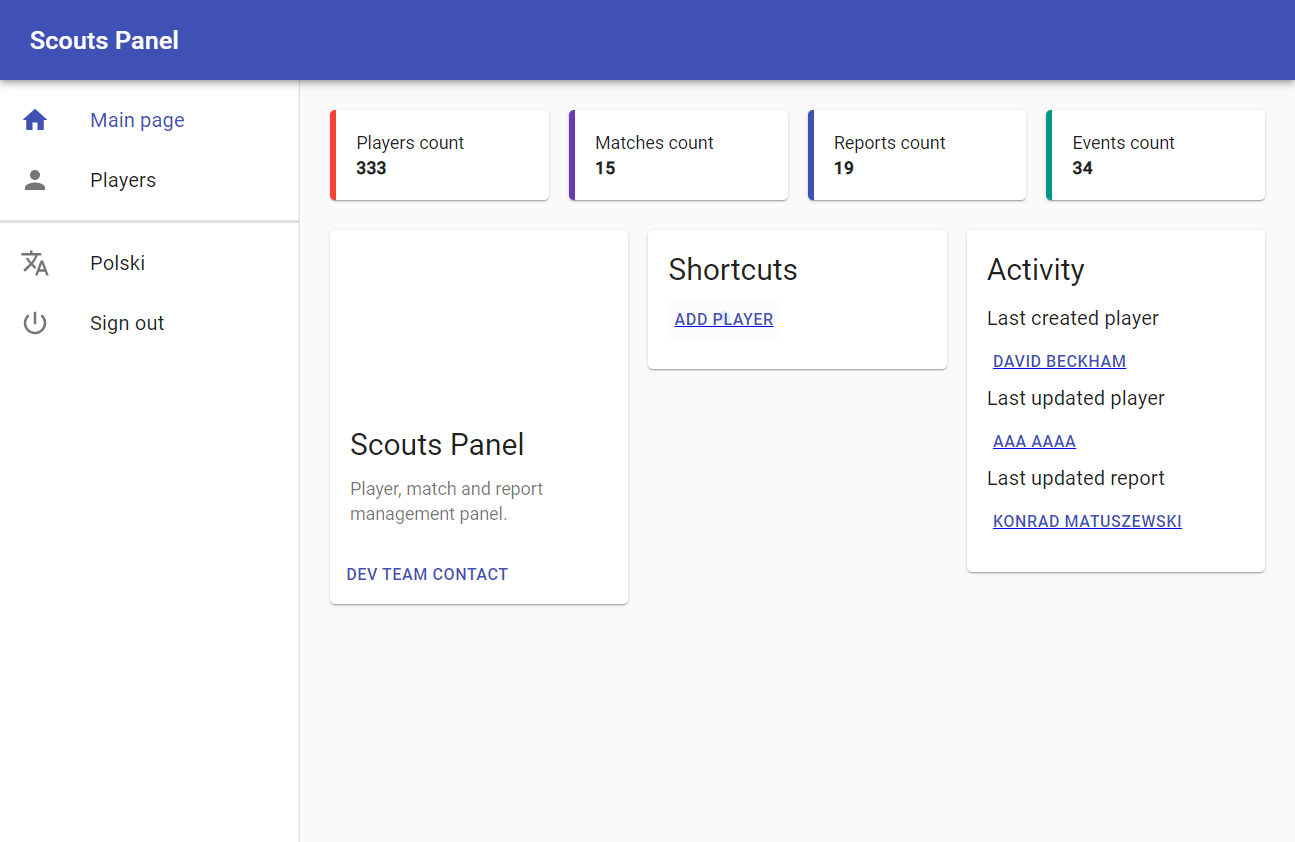 Scouts Panel
Main page
Players
Polski
Sign out
Players count
333
Matches count
15
Reports count
19
Events count
34
Scouts Panel
Player, match and report
management panel.
DEV TEAM CONTACT
Shortcuts
ADD PLAYER
Activity
Last created player
DAVID BECKHAM
Last updated player
AAA AAAA
Last updated report
KONRAD MATUSZEWSKI